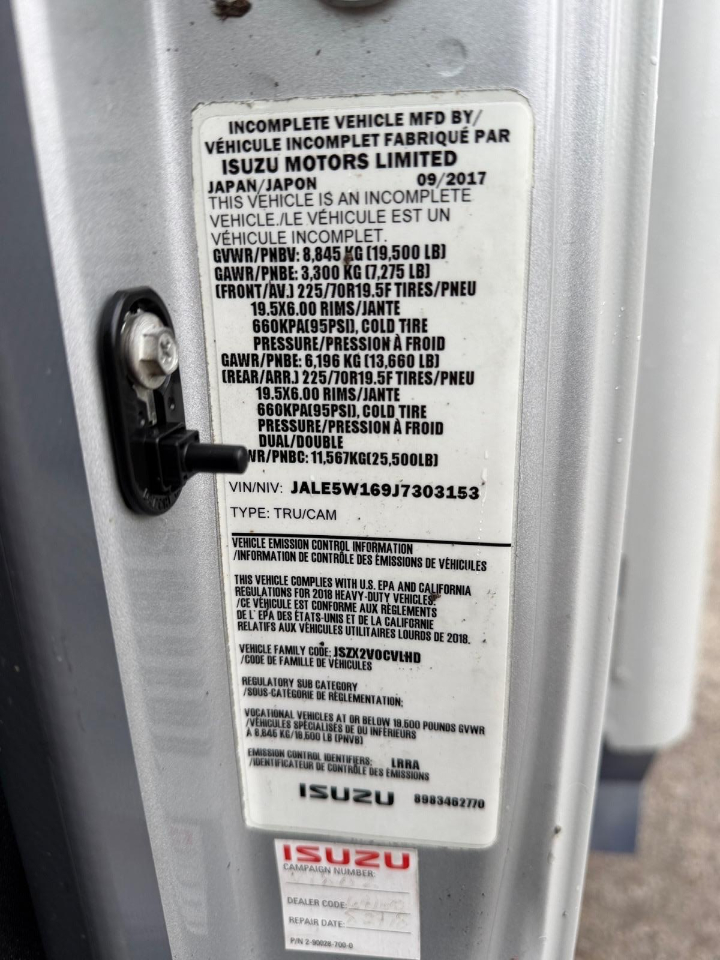 INCOMPLETE VEHICLE MFD BY/
VÉHICULE INCOMPLET FABRIQUÉ PAR
ISUZU MOTORS LIMITED
JAPAN/JAPON 09/2017
THIS VEHICLE IS AN INCOMPLETE
VEHICLE./LE VÉHICULE EST UN
VÉHICULE INCOMPLET.
GVWR/PNBV: 8,845 KG (19,500 LB)
GAWR/PNBE: 3,300 KG (7,275 LB)
(FRONT/AV.) 225/70R19.5F TIRES/PNEU
19.5X6.00 RIMS/JANTE
660KPA(95PSI), COLD TIRE
PRESSURE/PRESSION À FROID
GAWR/PNBE: 6,196 KG (13,660 LB)
(REAR/ARR.) 225/70R19.5F TIRES/PNEU
19.5X6.00 RIMS/JANTE
660KPA(95PSI), COLD TIRE
PRESSURE/PRESSION À FROID
DUAL/DOUBLE
WR/PNBC: 11,567KG(25,500LB)
VIN/NIV: JALE5W169J7303153
TYPE: TRU/CAM
VEHICLE EMISSION CONTROL INFORMATION
/INFORMATION DE CONTRÔLE DES ÉMISSIONS DE VÉHICULES
THIS VEHICLE COMPLIES WITH U.S. EPA AND CALIFORNIA
REGULATIONS FOR 2018 HEAVY-DUTY VEHICLES.
/CE VÉHICULE EST CONFORME AUX RÈGLEMENTS
DE L'EPA DES ÉTATS-UNIS ET DE LA CALIFORNIE
RELATIFS AUX VÉHICULES UTILITAIRES LOURDS DE 2018.
VEHICLE FAMILY CODE: JSZX2VOCVLHD
/CODE DE FAMILLE DE VÉHICULES
REGULATORY SUB CATEGORY
/SOUS-CATÉGORIE DE RÉGLEMENTATION:
VOCATIONAL VEHICLES AT OR BELOW 19,500 POUNDS GVWR
/VÉHICULES SPÉCIALISÉS DE OU INFÉRIEURS
À 8,845 KG/19,500 LB (PNVB)
EMISSION CONTROL IDENTIFIERS: LRRA
/IDENTIFICATEUR DE CONTRÔLE DES ÉMISSIONS
ISUZU 8983462770
ISUZU
CAMPAIGN NUMBER:
DEALER CODE:
REPAIR DATE:
P/N 2-90028-700-0